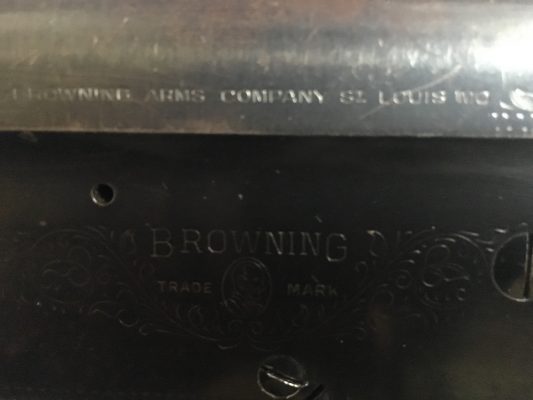 BROWNING ARMS COMPANY ST. LOUIS MO
BROWNING
TRADE MARK